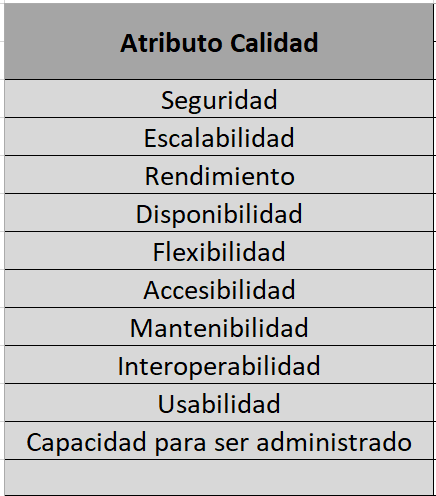 Atributo Calidad
Seguridad
Escalabilidad
Rendimiento
Disponibilidad
Flexibilidad
Accesibilidad
Mantenibilidad
Interoperabilidad
Usabilidad
Capacidad para ser administrado